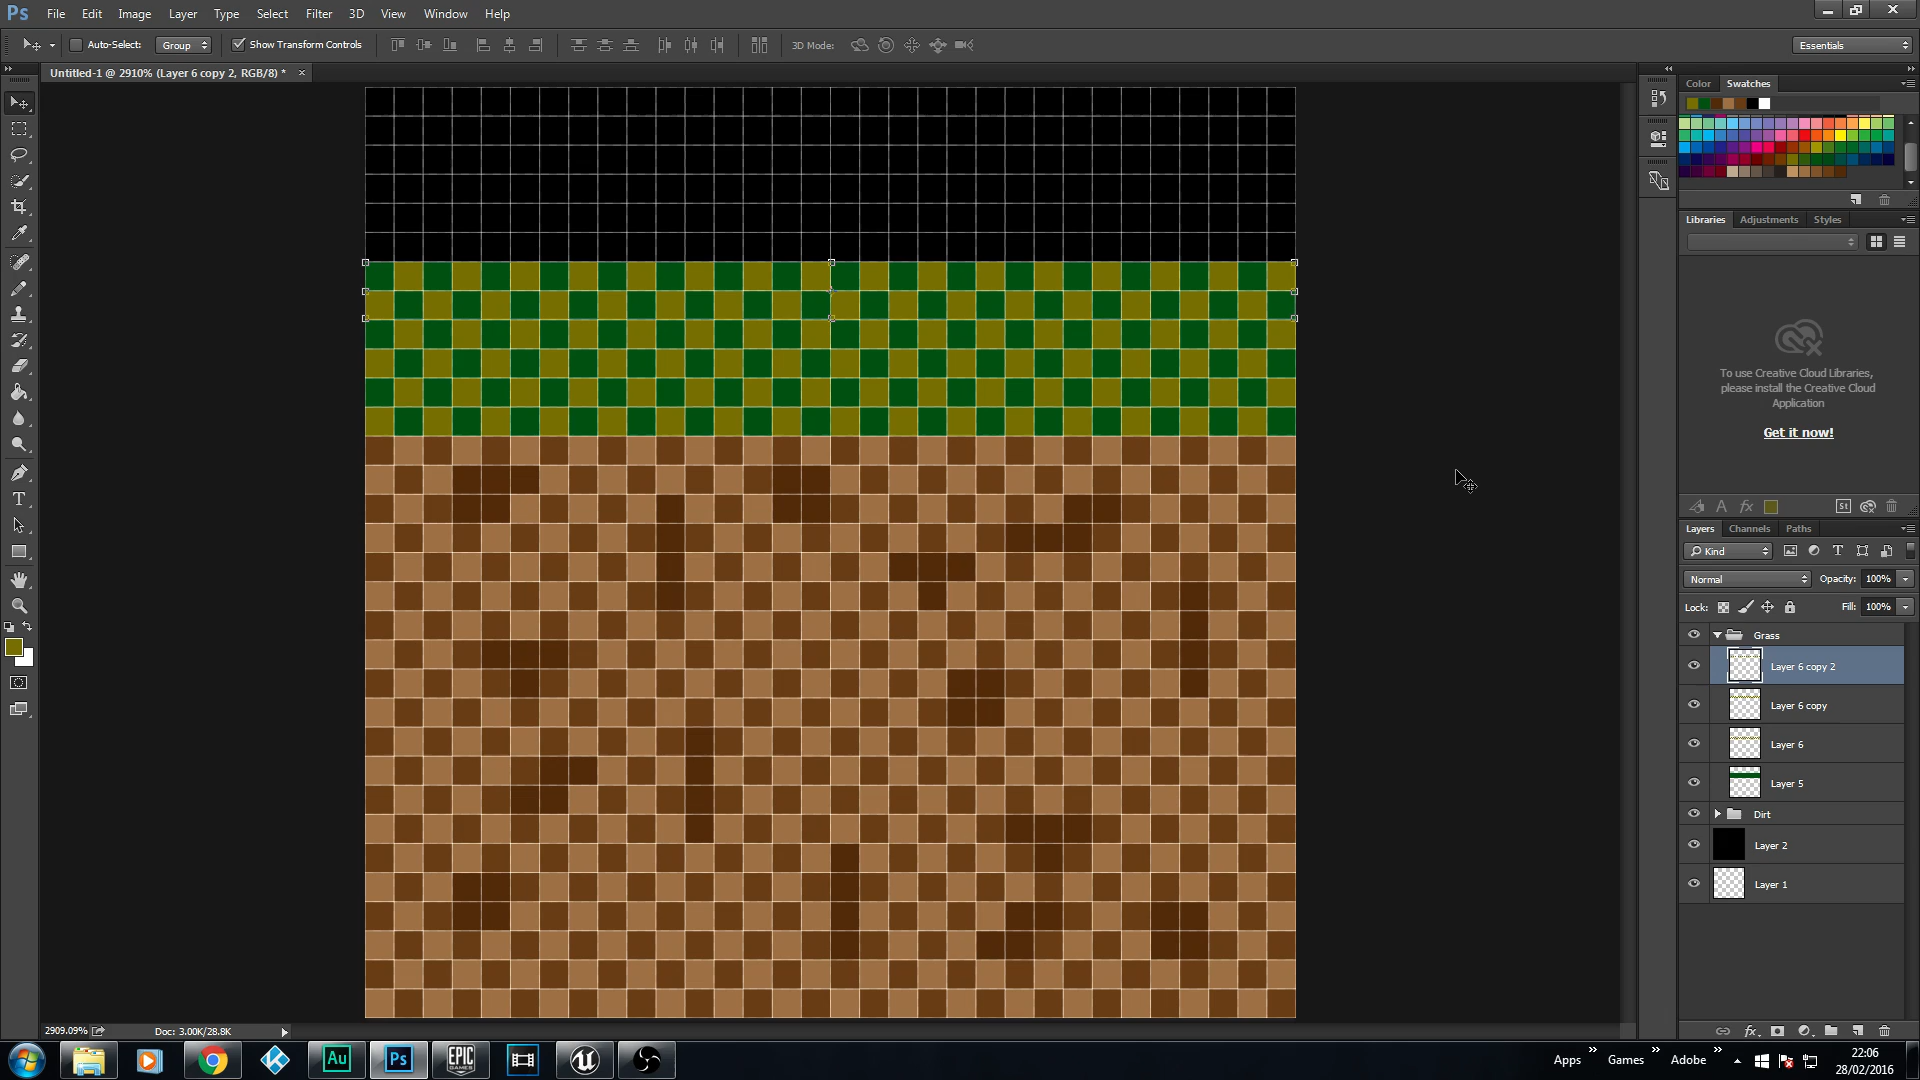 Ps File Edit Image Layer Type Select Filter 3D View Window Help
Auto-Select: Group Show Transform Controls 3D Mode: Essentials
Untitled-1 @ 2910% (Layer 6 copy 2, RGB/8) * ×
Color Swatches
Libraries Adjustments Styles
To use Creative Cloud Libraries,
please install the Creative Cloud
Application
Get it now!
A fx St
Layers Channels Paths
Kind T
Normal Opacity: 100%
Lock: Fill: 100%
Grass
Layer 6 copy 2
Layer 6 copy
Layer 6
Layer 5
Dirt
Layer 2
Layer 1
T
2909.09% Doc: 3.00K/28.8K
fx
Au Ps EPIC GAMES
Apps » Games » Adobe » 22:06
28/02/2016